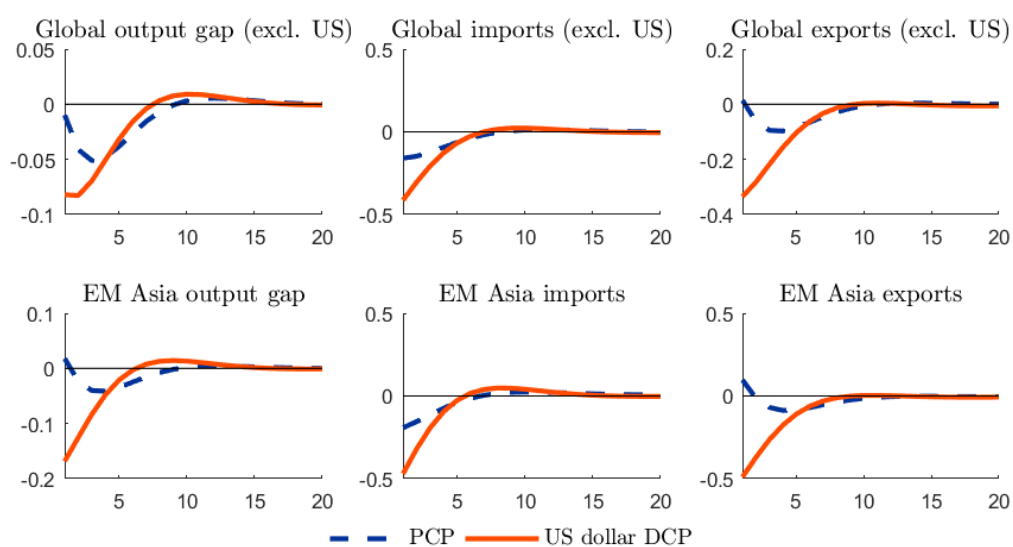 Global output gap (excl. US)
0.05
0
-0.05
-0.1
5 10 15 20
Global imports (excl. US)
0.5
0
-0.5
5 10 15 20
Global exports (excl. US)
0.2
0
-0.2
-0.4
5 10 15 20
EM Asia output gap
0.1
0
-0.1
-0.2
5 10 15 20
EM Asia imports
0.5
0
-0.5
5 10 15 20
EM Asia exports
0.5
0
-0.5
5 10 15 20
PCP US dollar DCP